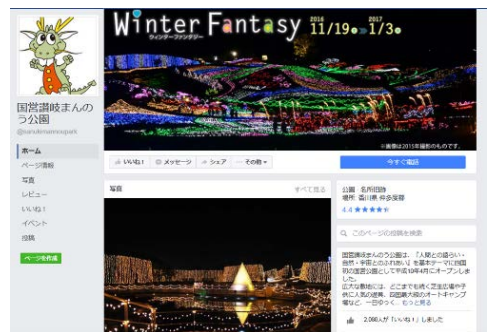 Winter Fantasy
ウィンターファンタジー
2016 2017
11/19 1/3
※画像は2015年撮影のものです。
国営讃岐まんの
う公園
@sanukimannoupark
ホーム
ページ情報
写真
レビュー
いいね!
イベント
投稿
ページを作成
いいね!
メッセージ
シェア
その他
今すぐ電話
写真
すべて見る
公園・名所旧跡
場所 香川県 仲多度郡
4.4 ★★★★
このページの投稿を検索
国営讃岐まんのう公園は、『人間との語らい・
自然・宇宙とのふれあい』を基本テーマに四国
初の国営公園として平成10年4月にオープンしま
した。
広大な敷地には、どこまでも続く芝生広場や子
供に人気の遊具、四国最大級のオートキャンプ
場など、一日ゆっく... もっと見る
2,090人が「いいね!」しました